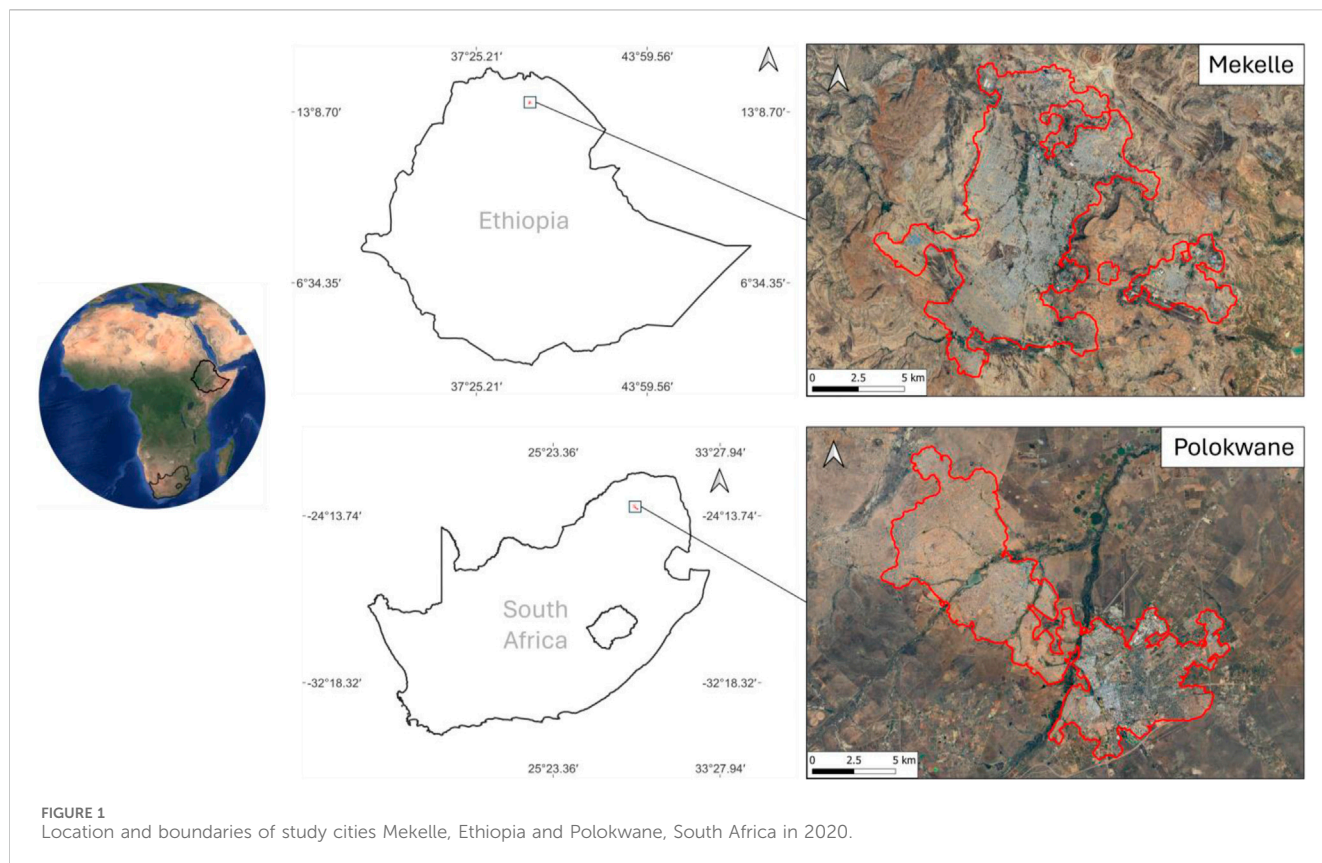 37°25.21'
43°59.56'
13°8.70'
13°8.70'
Ethiopia
6°34.35'
6°34.35'
37°25.21'
43°59.56'
Mekelle
0 2.5 5 km
25°23.36'
33°27.94'
-24°13.74'
-24°13.74'
South
Africa
-32°18.32'
-32°18.32'
25°23.36'
33°27.94'
Polokwane
0 2.5 5 km
FIGURE 1
Location and boundaries of study cities Mekelle, Ethiopia and Polokwane, South Africa in 2020.